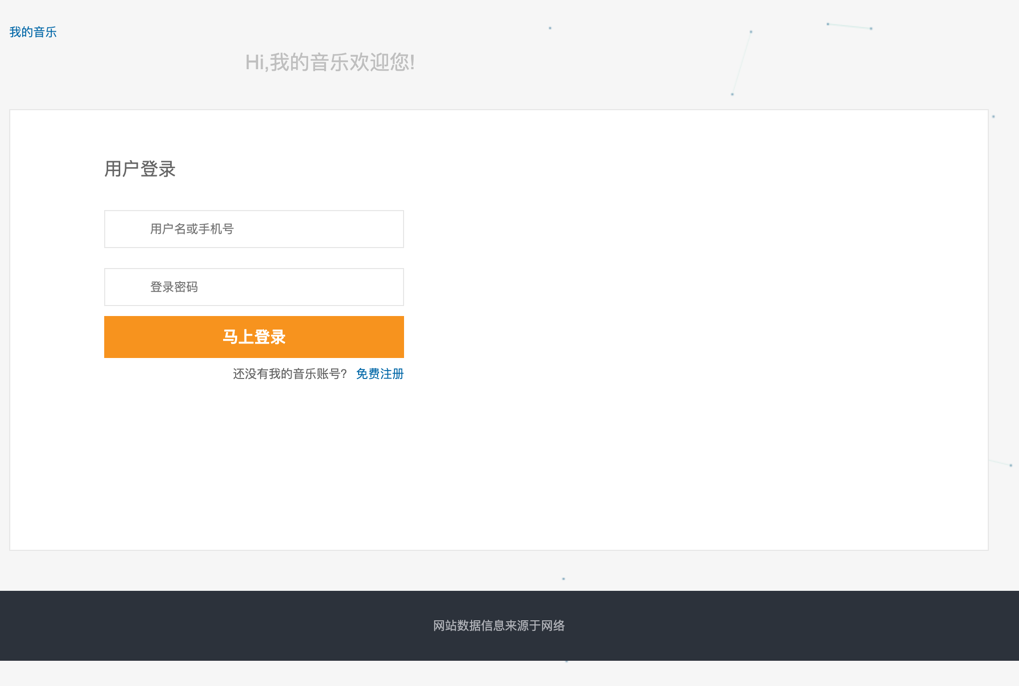 我的音乐
Hi,我的音乐欢迎您!
用户登录
用户名或手机号
登录密码
马上登录
还没有我的音乐账号? 免费注册
网站数据信息来源于网络